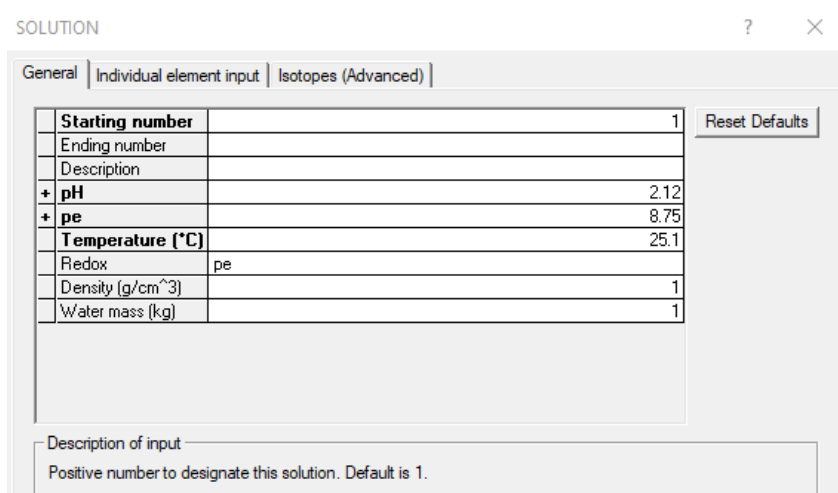 SOLUTION ? ×
General Individual element input Isotopes (Advanced)
Starting number 1 Reset Defaults
Ending number
Description
+ pH 2.12
+ pe 8.75
Temperature (°C) 25.1
Redox pe
Density (g/cm^3) 1
Water mass (kg) 1
Description of input
Positive number to designate this solution. Default is 1.